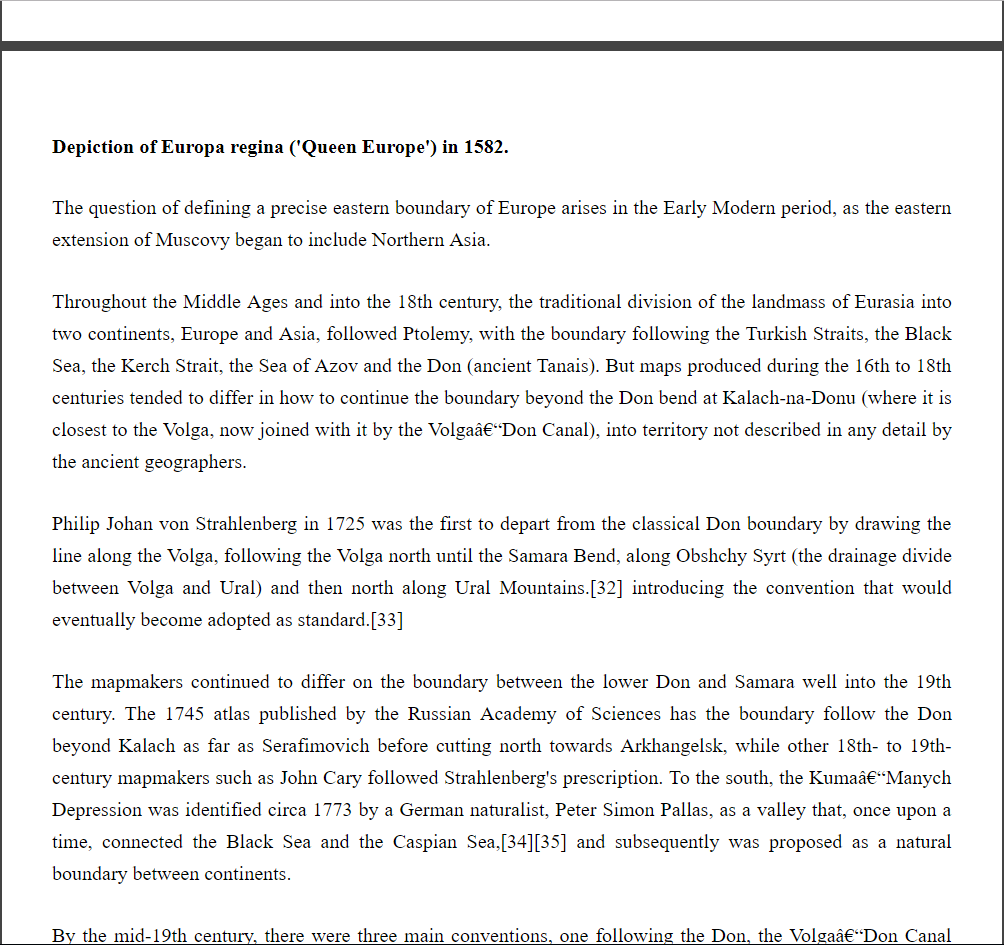 Depiction of Europa regina ('Queen Europe') in 1582.
The question of defining a precise eastern boundary of Europe arises in the Early Modern period, as the eastern
extension of Muscovy began to include Northern Asia.
Throughout the Middle Ages and into the 18th century, the traditional division of the landmass of Eurasia into
two continents, Europe and Asia, followed Ptolemy, with the boundary following the Turkish Straits, the Black
Sea, the Kerch Strait, the Sea of Azov and the Don (ancient Tanais). But maps produced during the 16th to 18th
centuries tended to differ in how to continue the boundary beyond the Don bend at Kalach-na-Donu (where it is
closest to the Volga, now joined with it by the Volgaâ€“Don Canal), into territory not described in any detail by
the ancient geographers.
Philip Johan von Strahlenberg in 1725 was the first to depart from the classical Don boundary by drawing the
line along the Volga, following the Volga north until the Samara Bend, along Obshchy Syrt (the drainage divide
between Volga and Ural) and then north along Ural Mountains.[32] introducing the convention that would
eventually become adopted as standard.[33]
The mapmakers continued to differ on the boundary between the lower Don and Samara well into the 19th
century. The 1745 atlas published by the Russian Academy of Sciences has the boundary follow the Don
beyond Kalach as far as Serafimovich before cutting north towards Arkhangelsk, while other 18th- to 19th-
century mapmakers such as John Cary followed Strahlenberg's prescription. To the south, the Kumaâ€“Manych
Depression was identified circa 1773 by a German naturalist, Peter Simon Pallas, as a valley that, once upon a
time, connected the Black Sea and the Caspian Sea,[34][35] and subsequently was proposed as a natural
boundary between continents.
By the mid-19th century, there were three main conventions, one following the Don, the Volgaâ€“Don Canal